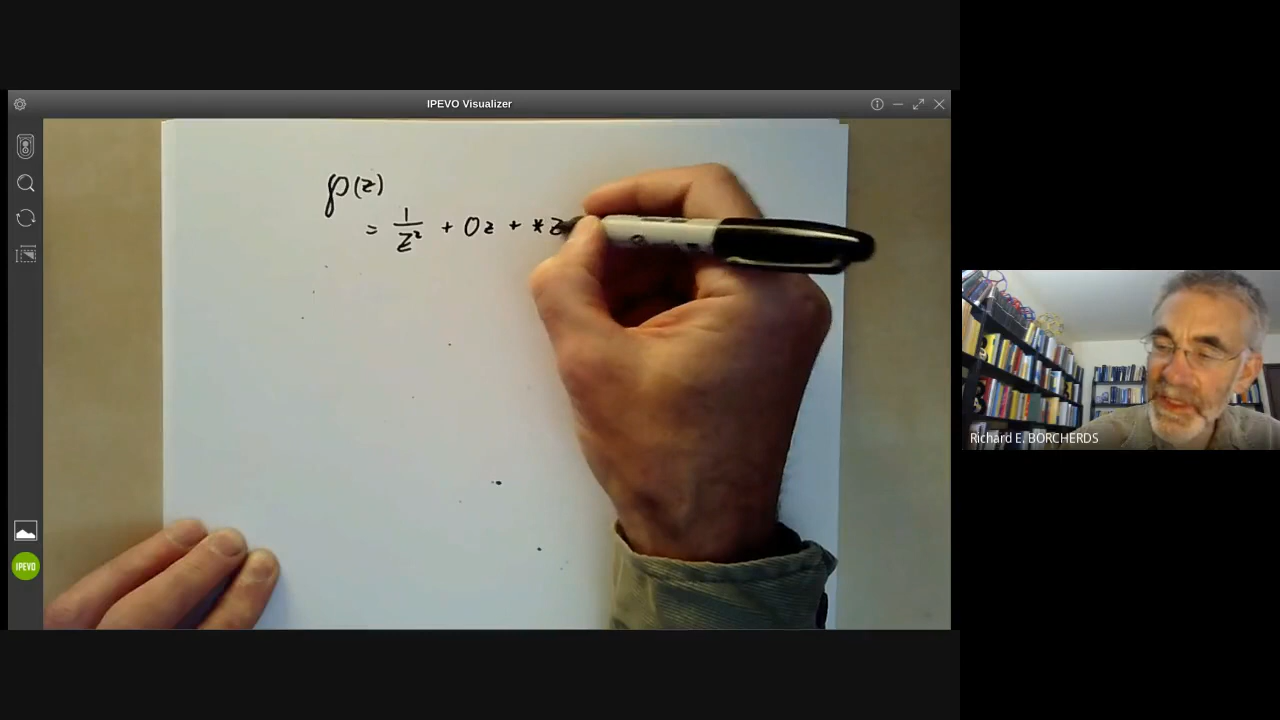 IPEVO Visualizer
℘(z)
= 1/z² + 0z + *z
IPEVO
Richard E. BORCHERDS